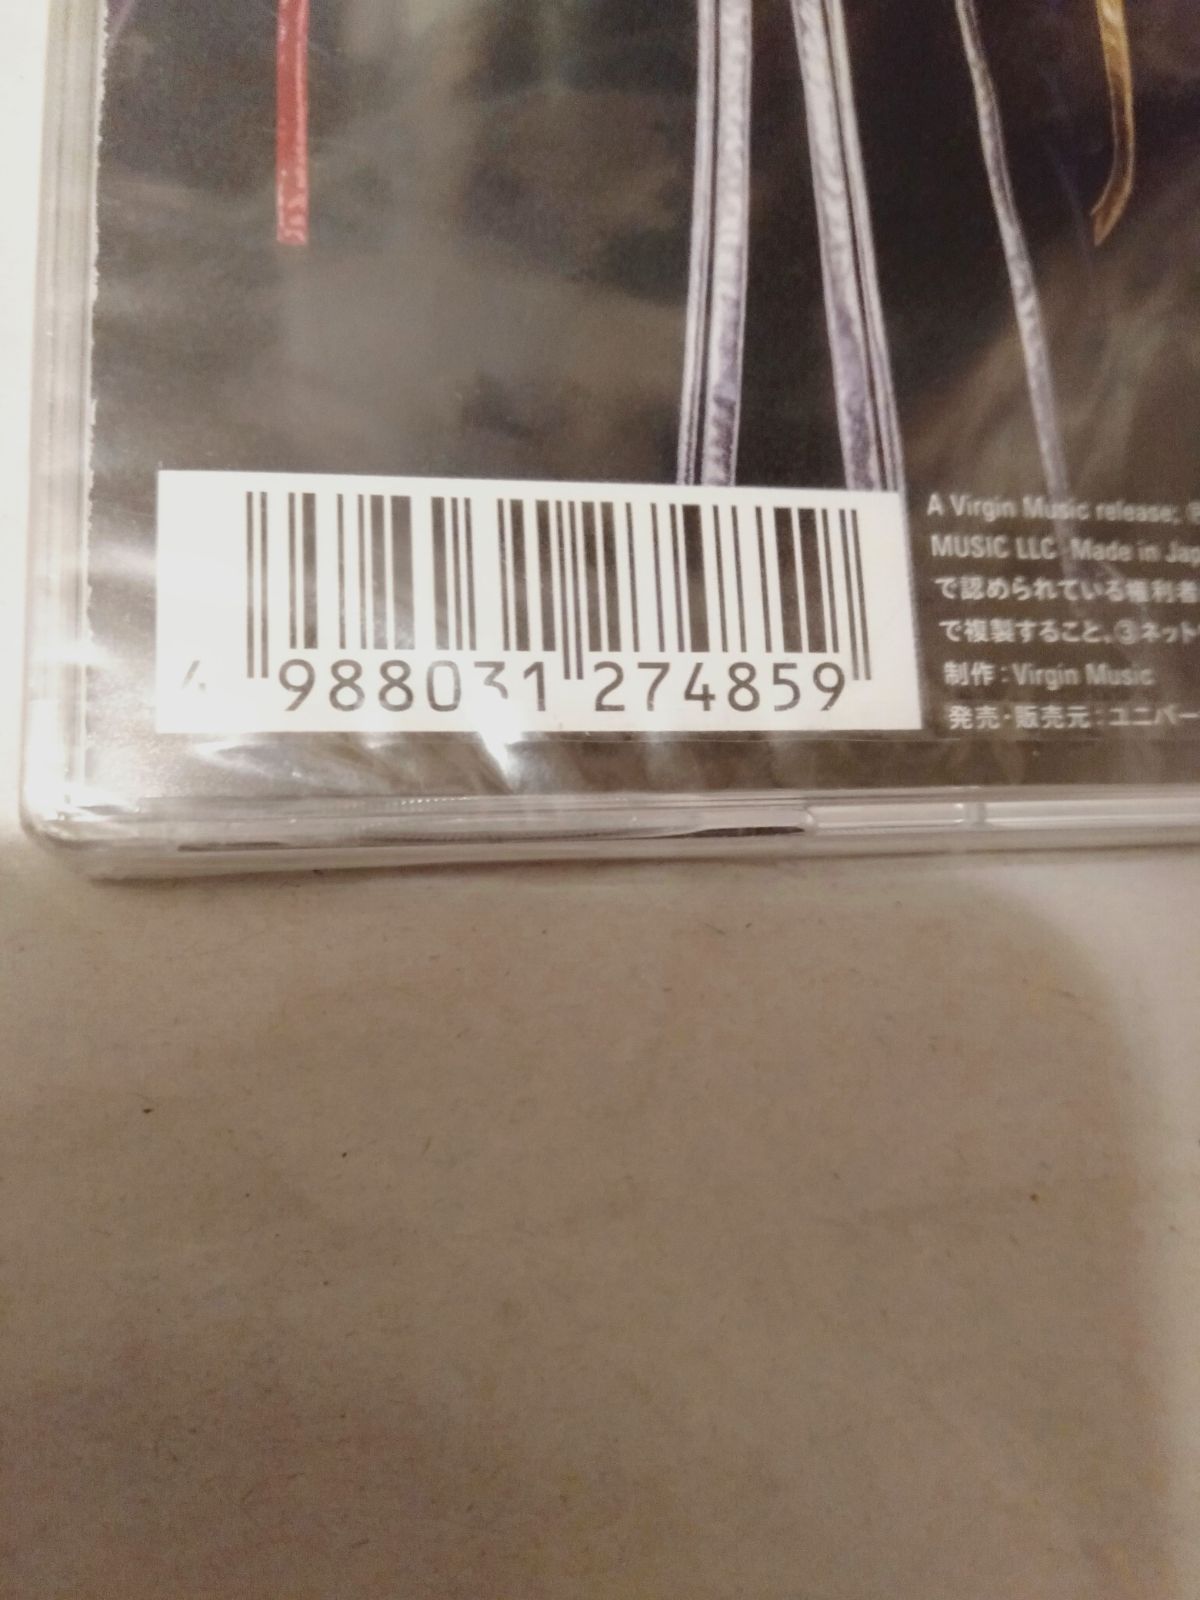 4 988031 274859
A Virgin Music release;
MUSIC LLC Made in Jap
で認められている権利者
で複製すること、③ネット
制作:Virgin Music
発売・販売元:ユニバー